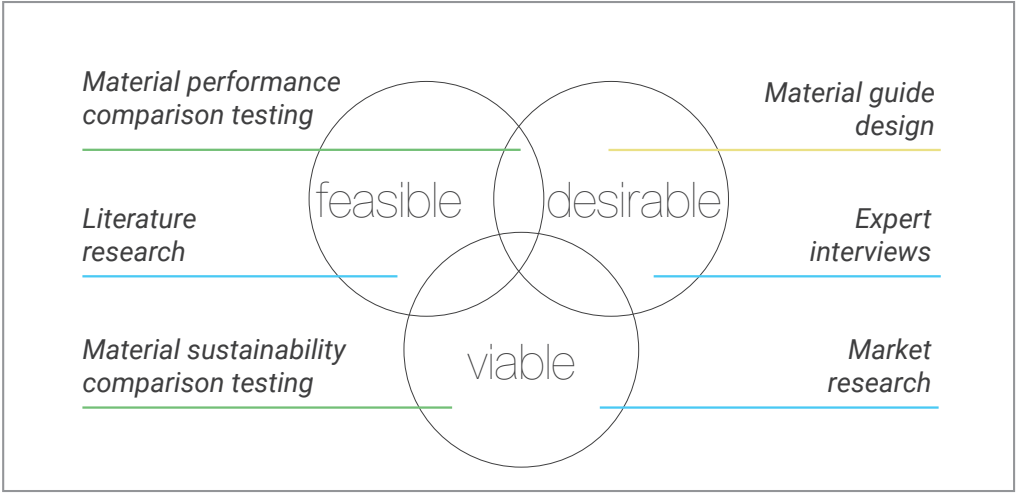 Material performance
comparison testing
Material guide
design
feasible
desirable
Literature
research
Expert
interviews
Material sustainability
comparison testing
viable
Market
research